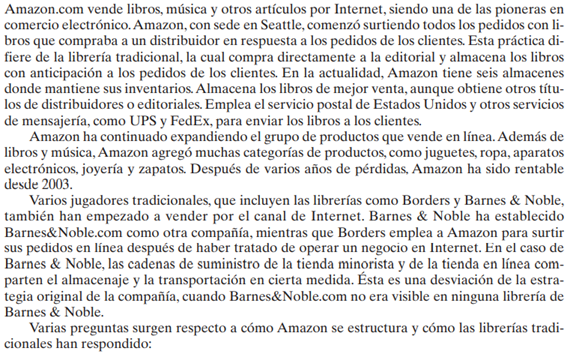 Amazon.com vende libros, música y otros artículos por Internet, siendo una de las pioneras en
comercio electrónico. Amazon, con sede en Seattle, comenzó surtiendo todos los pedidos con li-
bros que compraba a un distribuidor en respuesta a los pedidos de los clientes. Esta práctica di-
fiere de la librería tradicional, la cual compra directamente a la editorial y almacena los libros
con anticipación a los pedidos de los clientes. En la actualidad, Amazon tiene seis almacenes
donde mantiene sus inventarios. Almacena los libros de mejor venta, aunque obtiene otros títu-
los de distribuidores o editoriales. Emplea el servicio postal de Estados Unidos y otros servicios
de mensajería, como UPS y FedEx, para enviar los libros a los clientes.
Amazon ha continuado expandiendo el grupo de productos que vende en línea. Además de
libros y música, Amazon agregó muchas categorías de productos, como juguetes, ropa, aparatos
electrónicos, joyería y zapatos. Después de varios años de pérdidas, Amazon ha sido rentable
desde 2003.
Varios jugadores tradicionales, que incluyen las librerías como Borders y Barnes & Noble,
también han empezado a vender por el canal de Internet. Barnes & Noble ha establecido
Barnes&Noble.com como otra compañía, mientras que Borders emplea a Amazon para surtir
sus pedidos en línea después de haber tratado de operar un negocio en Internet. En el caso de
Barnes & Noble, las cadenas de suministro de la tienda minorista y de la tienda en línea com-
parten el almacenaje y la transportación en cierta medida. Ésta es una desviación de la estra-
tegia original de la compañía, cuando Barnes&Noble.com no era visible en ninguna librería de
Barnes & Noble.
Varias preguntas surgen respecto a cómo Amazon se estructura y cómo las librerías tradi-
cionales han respondido: